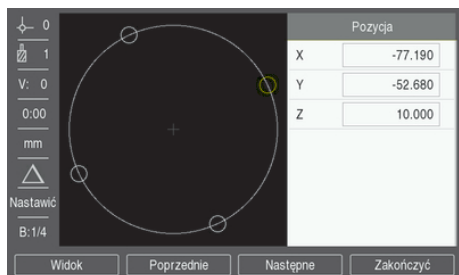 0
Pozycja
1
X -77.190
V: 0
Y -52.680
0:00
Z 10.000
mm
Nastawić
B:1/4
Widok Poprzednie Następne Zakończyć